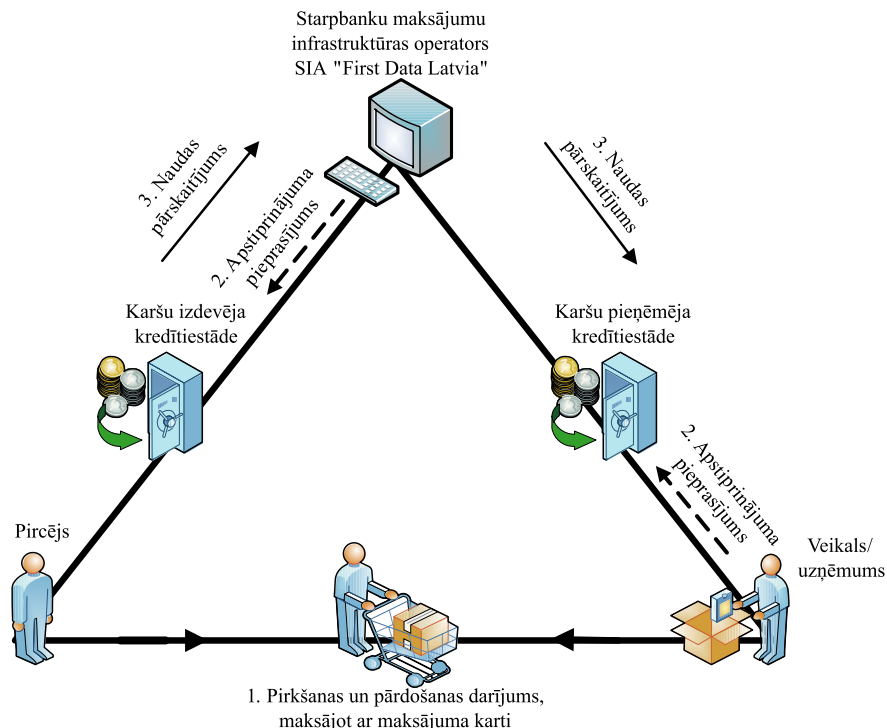 Starpbanku maksājumu
infrastruktūras operators
SIA "First Data Latvia"
3. Naudas
pārskaitījums
2. Apstiprinājuma
pieprasījums
3. Naudas
pārskaitījums
Karšu izdevēja
kredītiestāde
Karšu pieņēmēja
kredītiestāde
2. Apstiprinājuma
pieprasījums
Pircējs
Veikals/
uzņēmums
1. Pirkšanas un pārdošanas darījums,
maksājot ar maksājuma karti